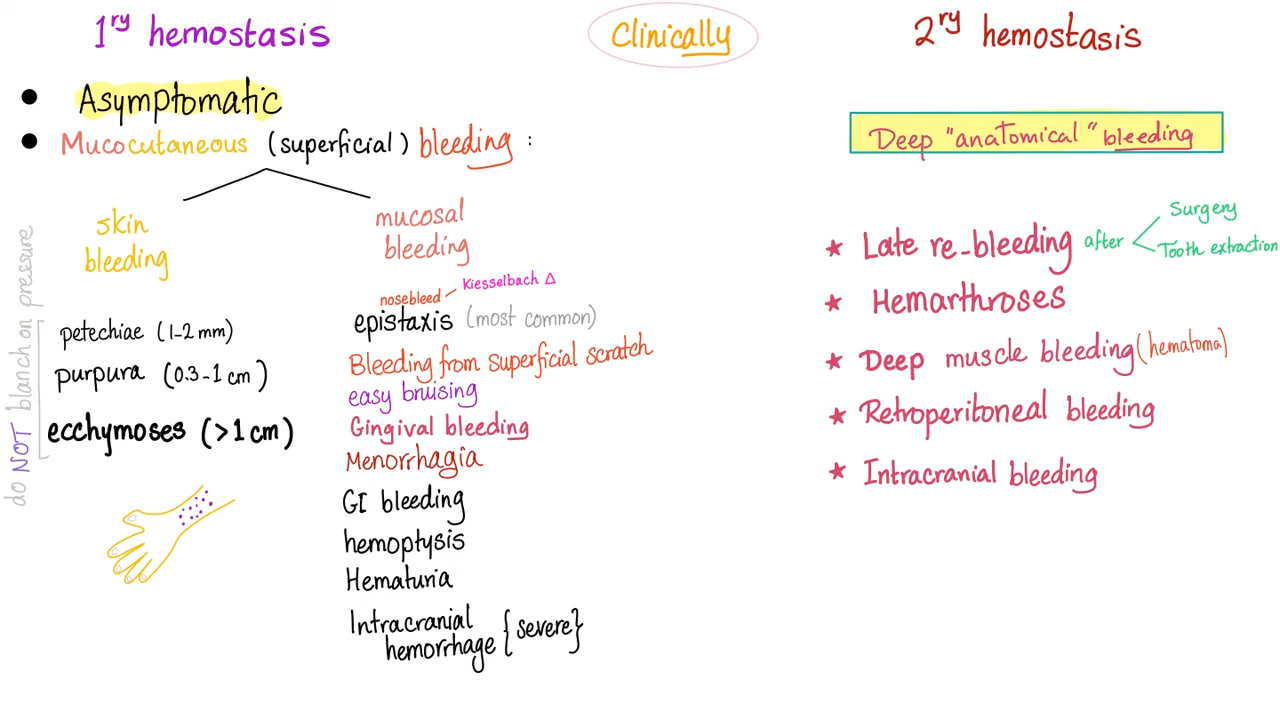 1ry hemostasis
Clinically
2ry hemostasis
• Asymptomatic
• Mucocutaneous (superficial) bleeding :
skin
bleeding
do NOT blanch on pressure
petechiae (1-2 mm)
purpura (0.3-1 cm)
ecchymoses (>1 cm)
mucosal
bleeding
nosebleed
Kiesselbach Δ
epistaxis (most common)
Bleeding from superficial scratch
easy bruising
Gingival bleeding
Menorrhagia
GI bleeding
hemoptysis
Hematuria
Intracranial
hemorrhage {severe}
Deep "anatomical" bleeding
★ Late re-bleeding after
Surgery
Tooth extraction
★ Hemarthroses
★ Deep muscle bleeding (hematoma)
★ Retroperitoneal bleeding
★ Intracranial bleeding